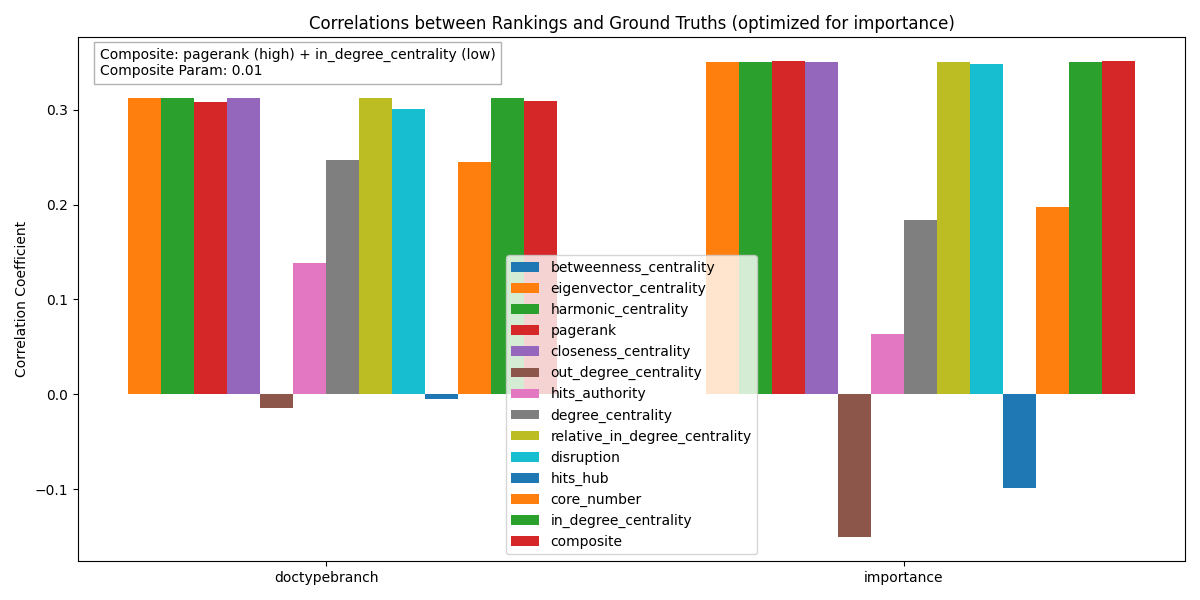 Correlations between Rankings and Ground Truths (optimized for importance)
Composite: pagerank (high) + in_degree_centrality (low)
Composite Param: 0.01
Correlation Coefficient
0.3
0.2
0.1
0.0
−0.1
betweenness_centrality
eigenvector_centrality
harmonic_centrality
pagerank
closeness_centrality
out_degree_centrality
hits_authority
degree_centrality
relative_in_degree_centrality
disruption
hits_hub
core_number
in_degree_centrality
composite
doctypebranch
importance